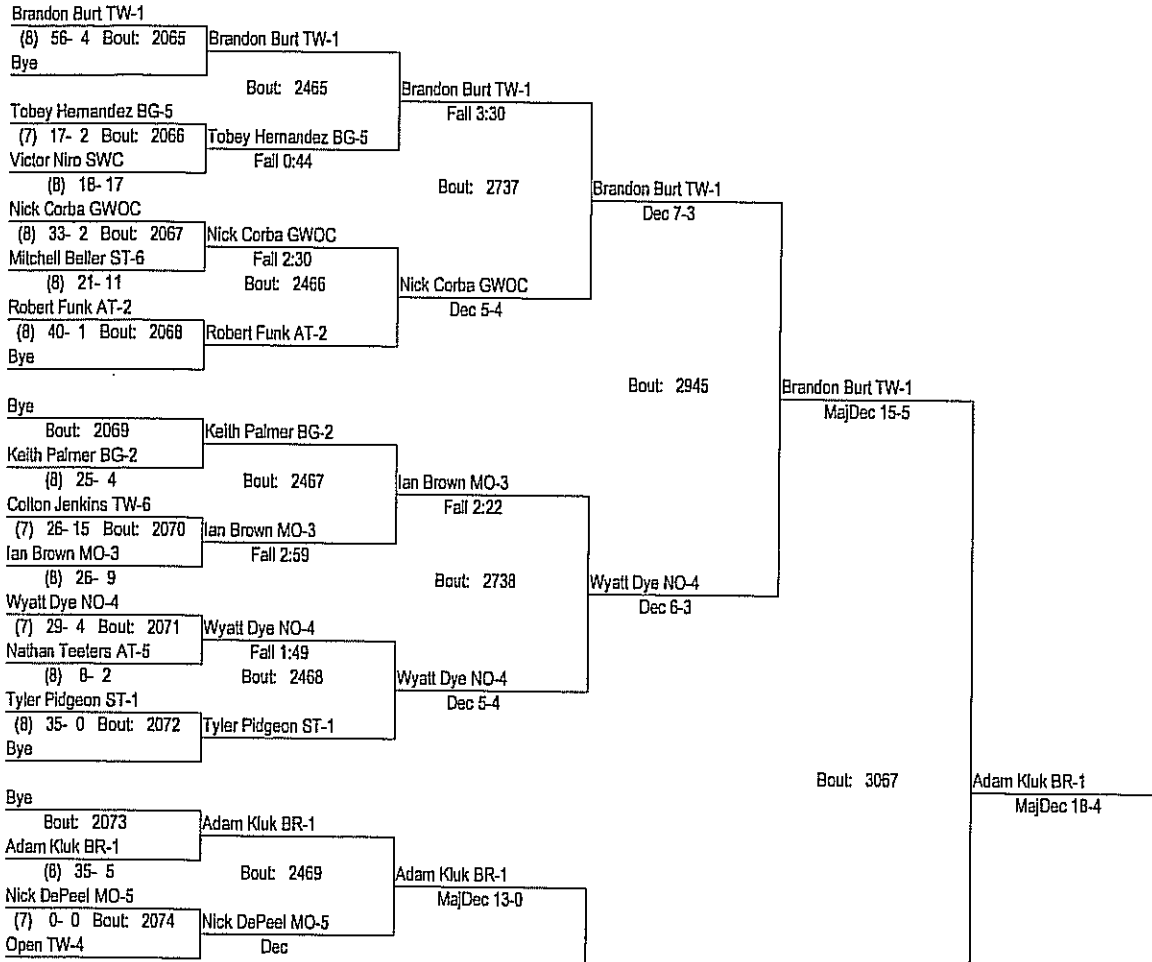 Brandon Burt TW-1
(8) 56- 4 Bout: 2065
Bye
Brandon Burt TW-1
Bout: 2465
Tobey Hernandez BG-5
(7) 17- 2 Bout: 2066
Victor Niro SWC
(8) 18- 17
Tobey Hernandez BG-5
Fall 0:44
Brandon Burt TW-1
Fall 3:30
Bout: 2737
Nick Corba GWOC
(8) 33- 2 Bout: 2067
Mitchell Beller ST-6
(8) 21- 11
Nick Corba GWOC
Fall 2:30
Bout: 2466
Robert Funk AT-2
(8) 40- 1 Bout: 2068
Bye
Robert Funk AT-2
Nick Corba GWOC
Dec 5-4
Brandon Burt TW-1
Dec 7-3
Bout: 2945
Bye
Bout: 2069
Keith Palmer BG-2
(8) 25- 4
Keith Palmer BG-2
Bout: 2467
Colton Jenkins TW-6
(7) 26- 15 Bout: 2070
Ian Brown MO-3
(8) 26- 9
Ian Brown MO-3
Fall 2:59
Ian Brown MO-3
Fall 2:22
Bout: 2738
Wyatt Dye NO-4
(7) 29- 4 Bout: 2071
Nathan Teeters AT-5
(8) 8- 2
Wyatt Dye NO-4
Fall 1:49
Bout: 2468
Tyler Pidgeon ST-1
(8) 35- 0 Bout: 2072
Bye
Tyler Pidgeon ST-1
Wyatt Dye NO-4
Dec 5-4
Wyatt Dye NO-4
Dec 6-3
Brandon Burt TW-1
MajDec 15-5
Bout: 3067
Adam Kluk BR-1
MajDec 18-4
Bye
Bout: 2073
Adam Kluk BR-1
(8) 35- 5
Adam Kluk BR-1
Bout: 2469
Nick DePeel MO-5
(7) 0- 0 Bout: 2074
Open TW-4
Nick DePeel MO-5
Dec
Adam Kluk BR-1
MajDec 13-0